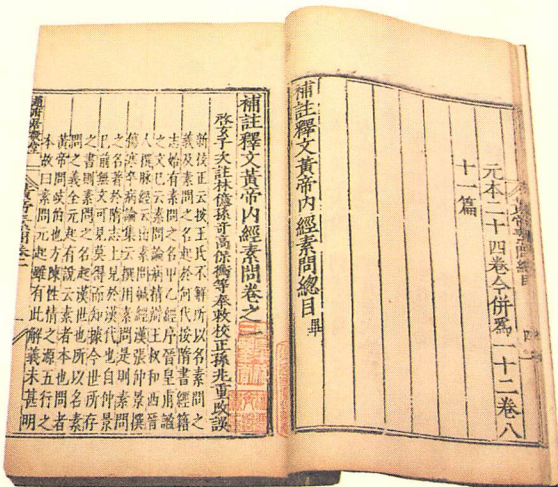 元本二十四卷今併爲一十二卷八
十一篇
補註釋文黃帝內經素問總目畢
補註釋文黃帝內經素問卷之一
啓玄子次註林億孫奇高保衡等奉敕校正孫兆重改誤
新校正云按王氏不解所以名素問之
義及素問之名起於何代按隋書經籍
志始有素問之名甲乙經序晉皇甫謐
之文已云素問論病精辨王叔和西晉
人撰脉經云出素問鍼經漢張仲景撰
傷寒卒病論集云撰用素問是則素問
之名著於隋志上見於漢代也自仲景
已前無文可見莫得而知據今世所存
之書則素問之名起漢世也所以名素
問之義全元起有說云素者本也問者
黃帝問岐伯也方陳性情之源五行之
本故曰素問元起雖有此解義未甚明
趙府居敬堂